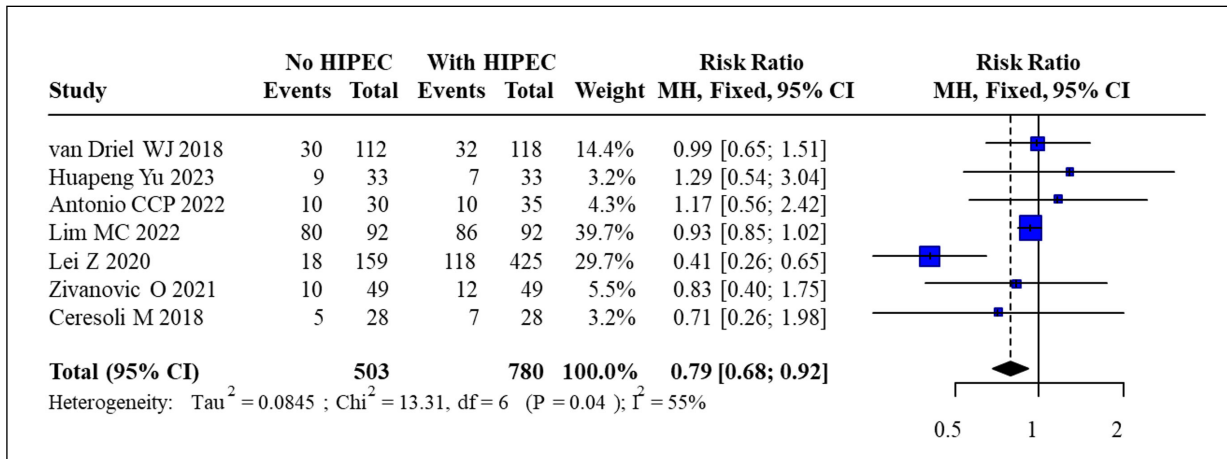 No HIPEC With HIPEC Risk Ratio Risk Ratio
Study Events Total Events Total Weight MH, Fixed, 95% CI MH, Fixed, 95% CI
van Driel WJ 2018 30 112 32 118 14.4% 0.99 [0.65; 1.51]
Huapeng Yu 2023 9 33 7 33 3.2% 1.29 [0.54; 3.04]
Antonio CCP 2022 10 30 10 35 4.3% 1.17 [0.56; 2.42]
Lim MC 2022 80 92 86 92 39.7% 0.93 [0.85; 1.02]
Lei Z 2020 18 159 118 425 29.7% 0.41 [0.26; 0.65]
Zivanovic O 2021 10 49 12 49 5.5% 0.83 [0.40; 1.75]
Ceresoli M 2018 5 28 7 28 3.2% 0.71 [0.26; 1.98]
Total (95% CI) 503 780 100.0% 0.79 [0.68; 0.92]
Heterogeneity: Tau² = 0.0845 ; Chi² = 13.31, df = 6 (P = 0.04) ; I² = 55%
0.5 1 2